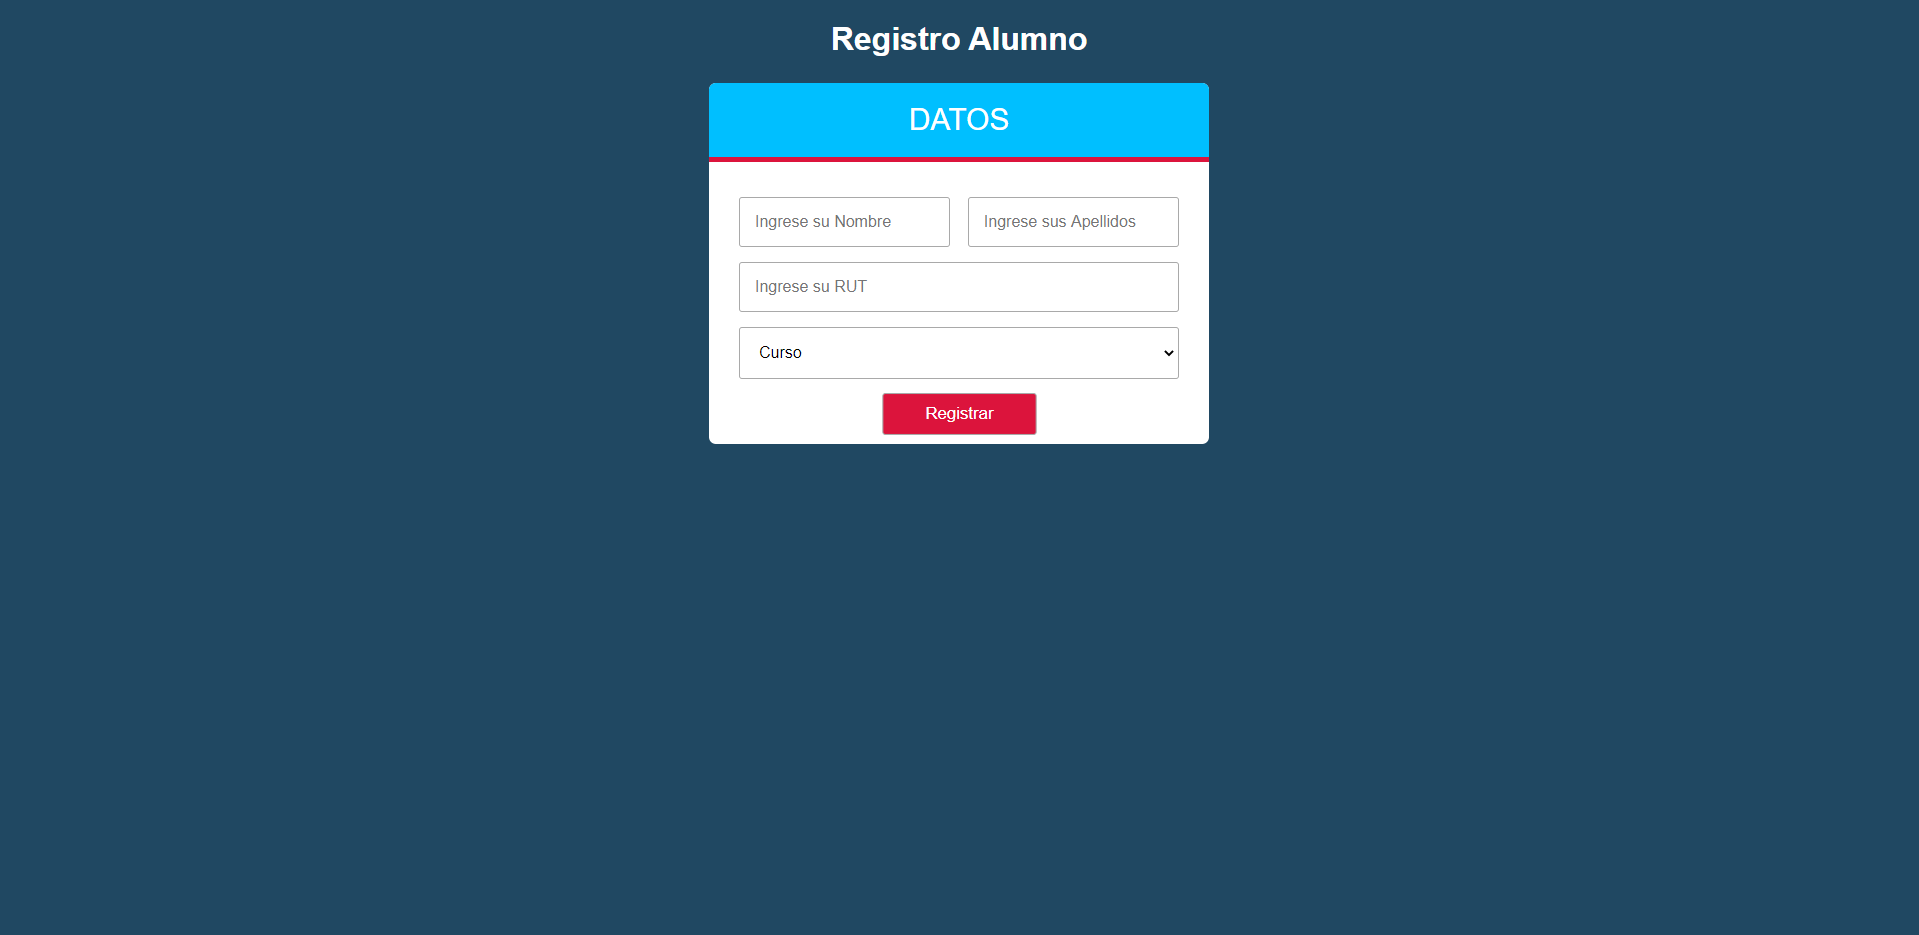 Registro Alumno
DATOS
Ingrese su Nombre
Ingrese sus Apellidos
Ingrese su RUT
Curso
Registrar